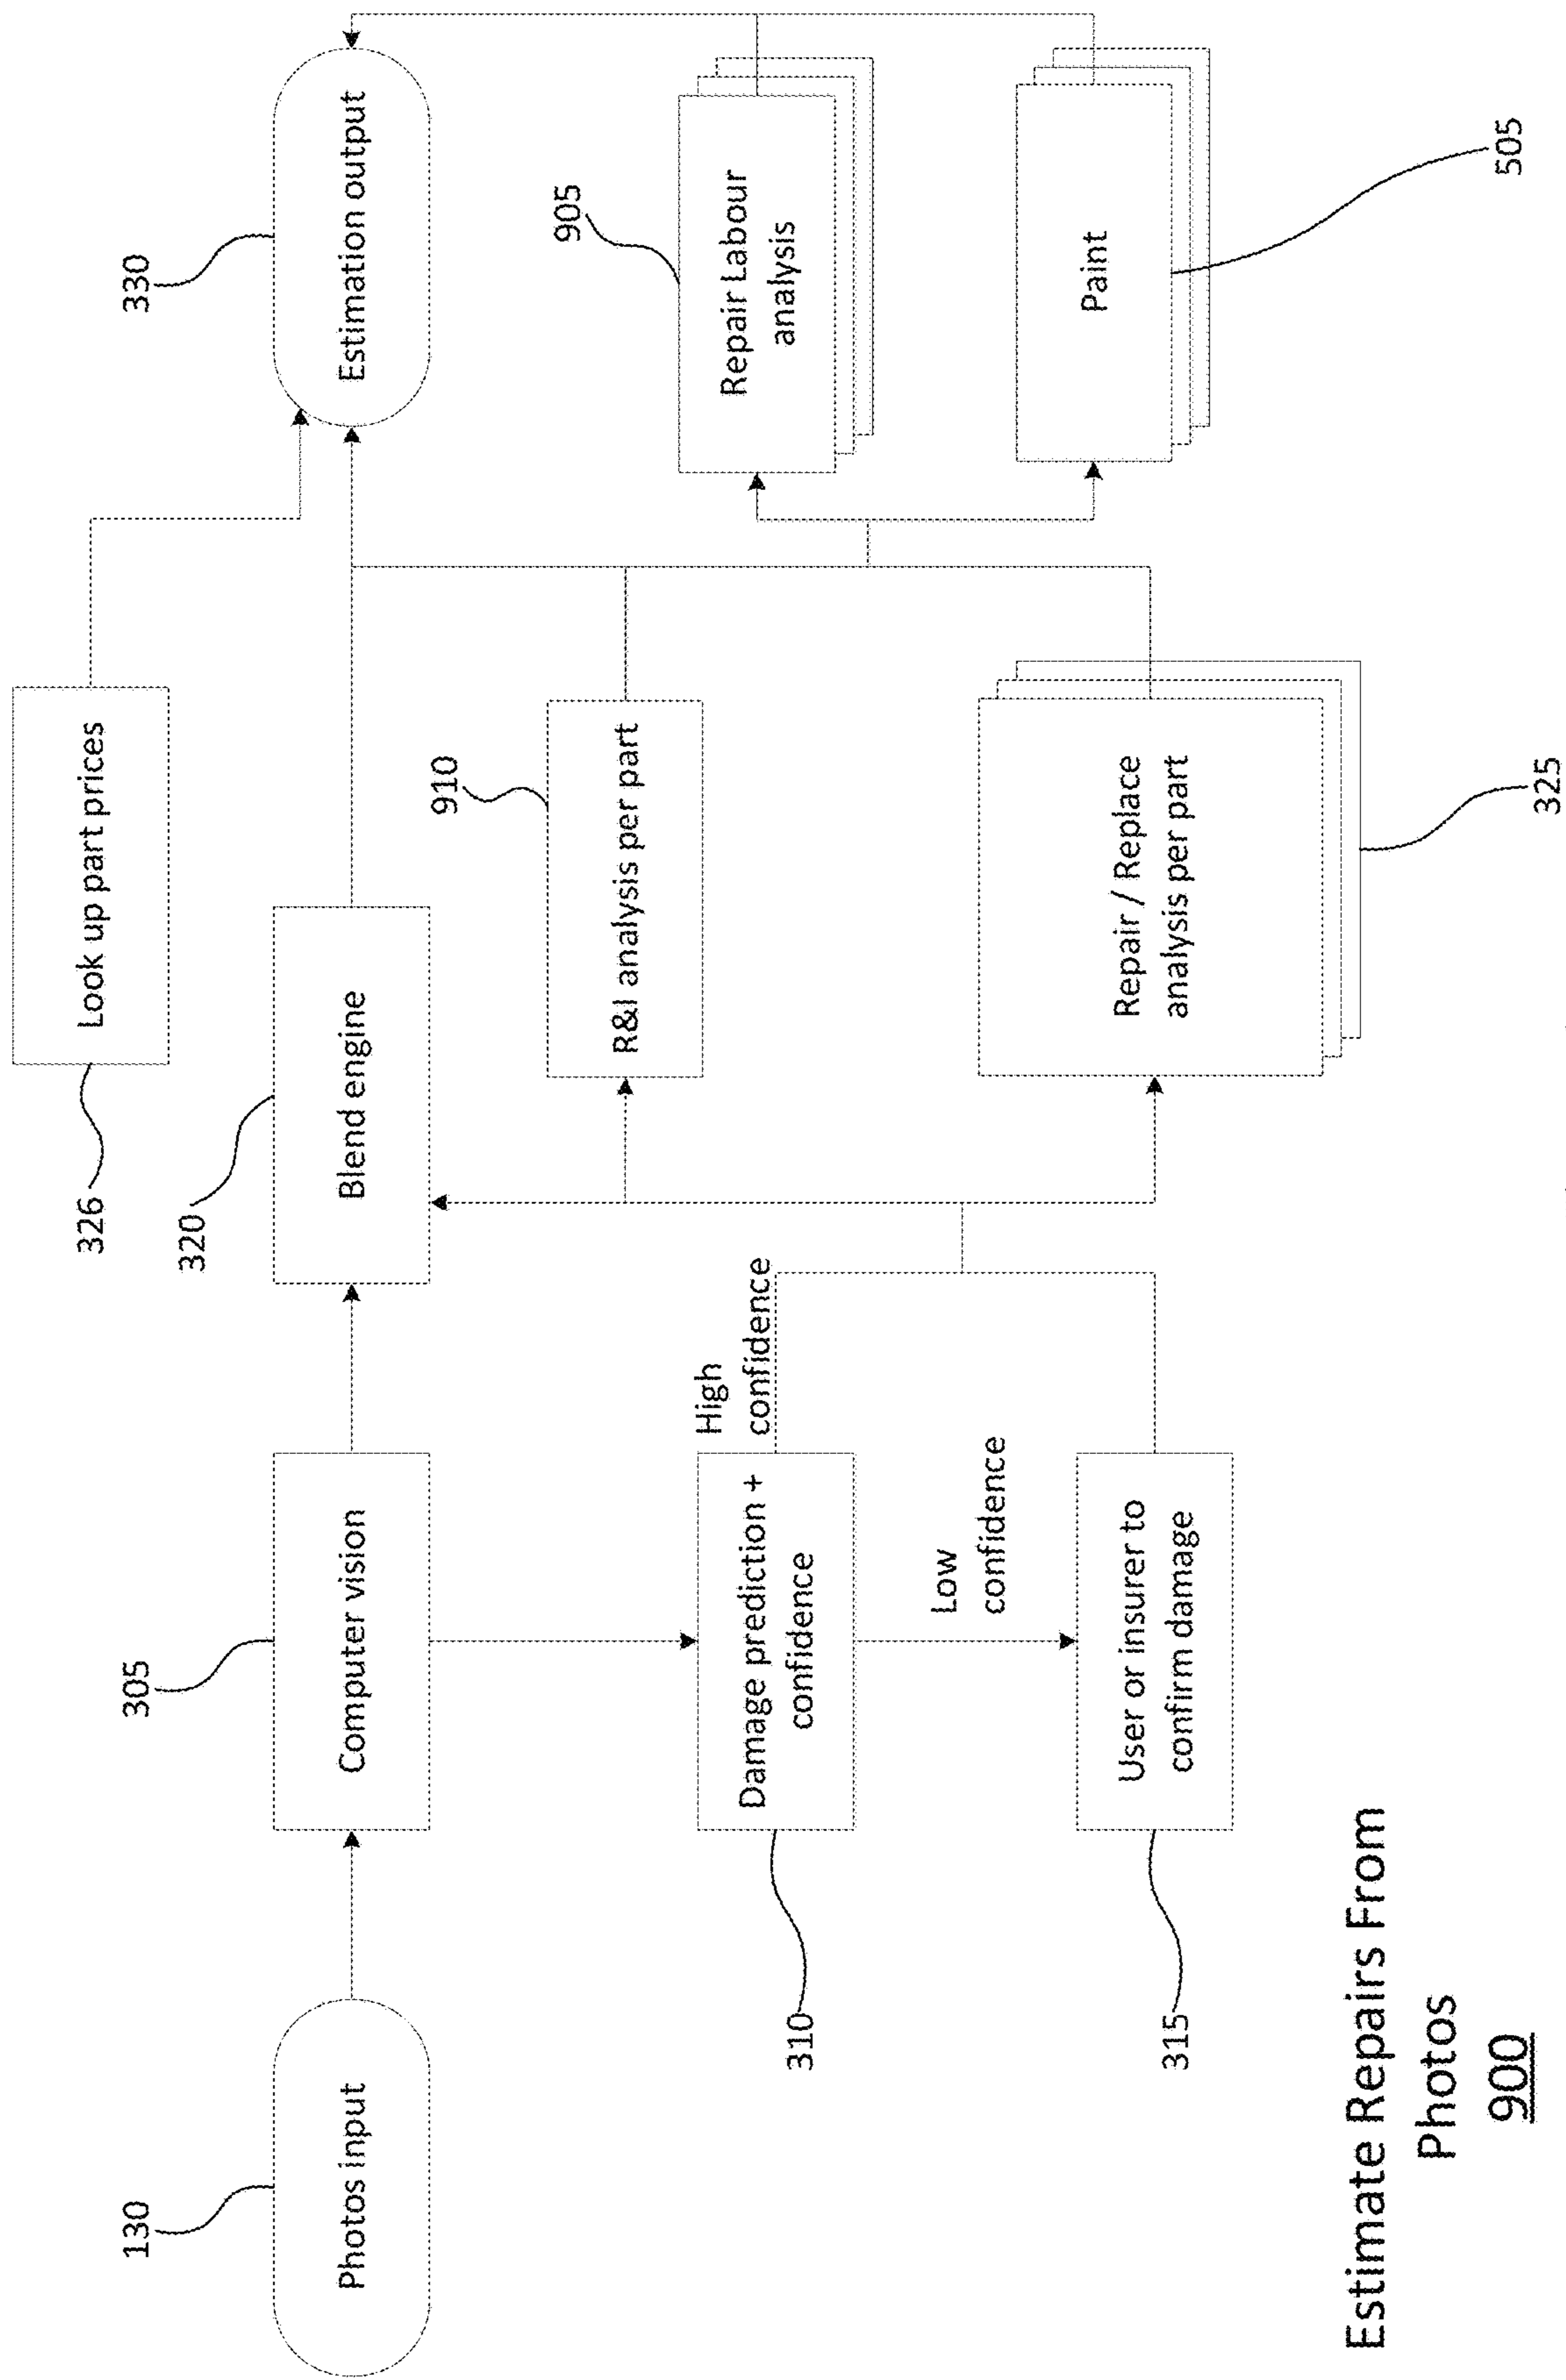 326
Look up part prices
130
305
320
330
Photos input
Computer vision
Blend engine
Estimation output
910
R&I analysis per part
905
Repair Labour
analysis
High
confidence
310
Damage prediction +
confidence
Low
confidence
315
User or insurer to
confirm damage
Repair / Replace
analysis per part
325
Paint
505
Estimate Repairs From
Photos
900